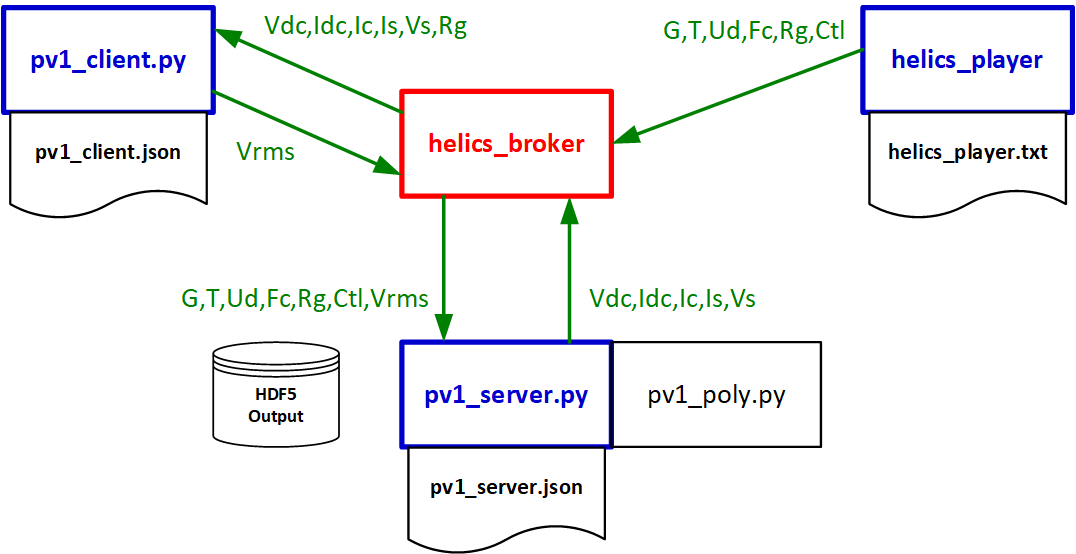 Vdc,Idc,Ic,Is,Vs,Rg
G,T,Ud,Fc,Rg,Ctl
pv1_client.py
helics_player
helics_broker
pv1_client.json
Vrms
helics_player.txt
G,T,Ud,Fc,Rg,Ctl,Vrms
Vdc,Idc,Ic,Is,Vs
HDF5
Output
pv1_server.py
pv1_poly.py
pv1_server.json